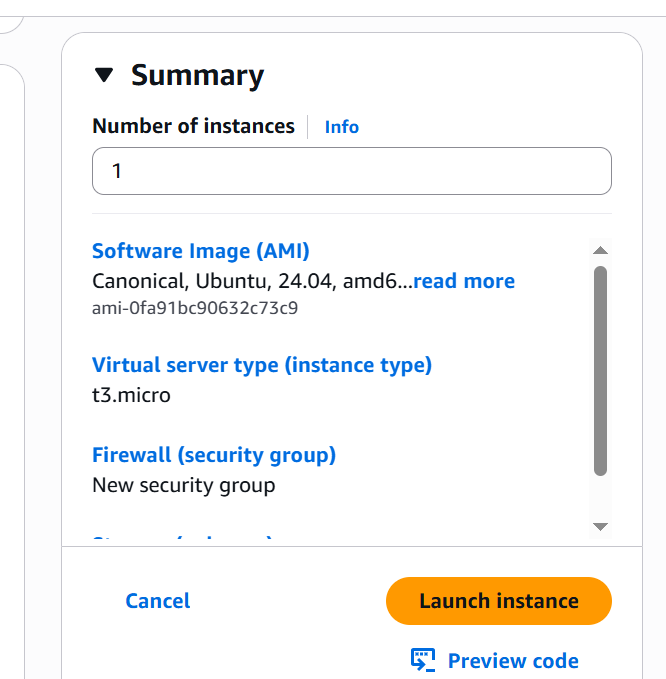 Summary
Number of instances Info
1
Software Image (AMI)
Canonical, Ubuntu, 24.04, amd6...read more
ami-0fa91bc90632c73c9
Virtual server type (instance type)
t3.micro
Firewall (security group)
New security group
Cancel
Launch instance
Preview code